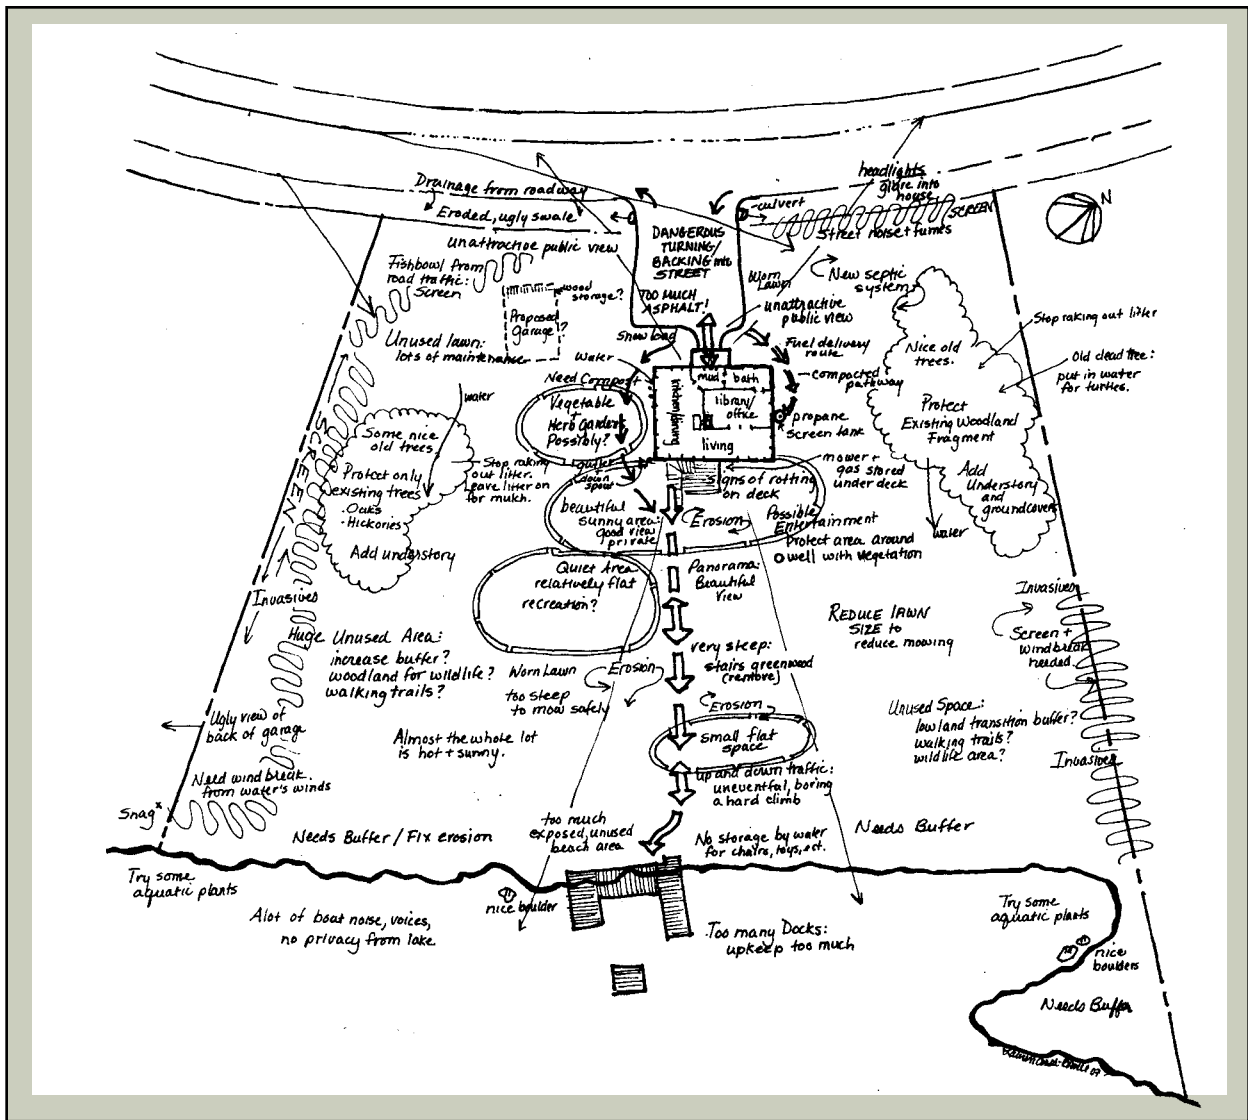 Drainage from roadway
Eroded, ugly swale
unattractive public view
culvert
headlights
glare into
house
SCREEN
Street noise + fumes
N
DANGEROUS
TURNING/
BACKING into
STREET
TOO MUCH
ASPHALT!
Fishbowl from
road traffic:
Screen
wood
storage?
Proposed
Garage?
Worn
Lawn
New septic
system
unattractive
public view
Unused lawn:
lots of maintenance
Snow load
Fuel delivery
route
Stop raking out litter
Nice old
trees.
Old dead tree:
put in water
for turtles.
Water
compacted
pathway
mud
bath
kitchen/dining
library/
office
living
propane
Screen tank
Need Compost
Vegetable
+
Herb Garden
Possibly?
water
Protect
Existing Woodland
Fragment
Some nice
old trees
Protect only
existing trees
. Oaks
. Hickories
Add understory
SCREEN
Stop raking
out litter.
Leave litter on
for mulch.
gutter
+ down
spout
mower +
gas stored
under deck
signs of rotting
on deck
Add
Understory
and
groundcover
beautiful
sunny area:
good view
private
Erosion
Possible
Entertainment
Protect area around
well with vegetation
water
Quiet Area
relatively flat
recreation?
Panorama:
Beautiful
View
Invasives
Invasives
REDUCE LAWN
SIZE to
reduce mowing
Screen +
windbreak
needed
Huge Unused Area:
increase buffer?
woodland for wildlife?
walking trails?
Worn Lawn
too steep
to mow safely
Erosion
very steep:
stairs greenwood
(remove)
Erosion
small flat
space
Unused Space:
lowland transition buffer?
walking trails?
wildlife area?
Invasives
Ugly view of
back of garage
Almost the whole lot
is hot + sunny.
up and down traffic:
uneventful, boring
a hard climb
Need wind break
from water's winds
Snag x
Needs Buffer / Fix erosion
too much
exposed, unused
beach area
No storage by water
for chairs, toys, ect.
Needs Buffer
Try some
aquatic plants
nice boulder
Alot of boat noise, voices,
no privacy from lake.
Too many Docks:
upkeep too much
Try some
aquatic plants
nice
boulders
Needs Buffer